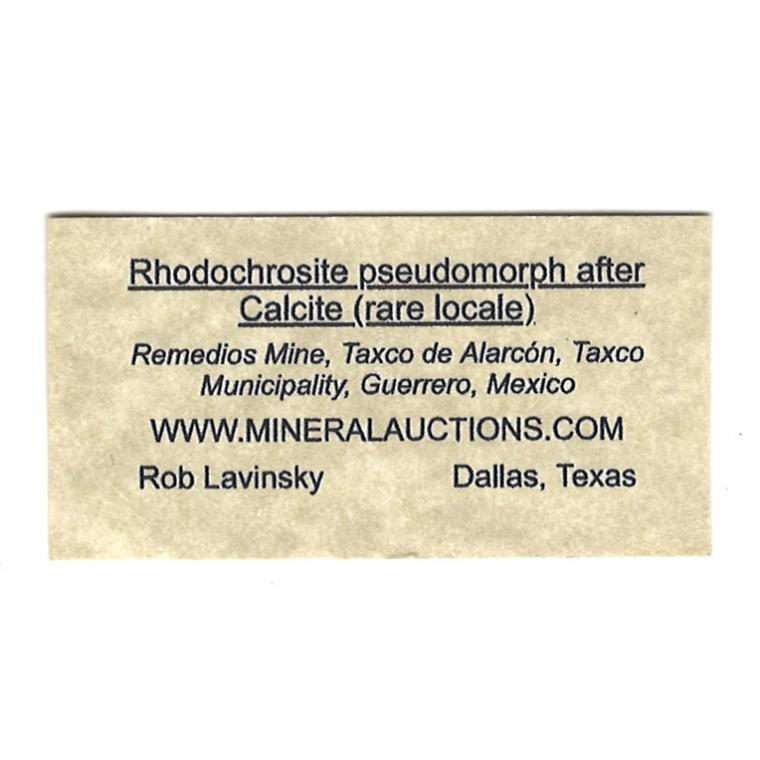 Rhodochrosite pseudomorph after
Calcite (rare locale)
Remedios Mine, Taxco de Alarcón, Taxco
Municipality, Guerrero, Mexico
WWW.MINERALAUCTIONS.COM
Rob Lavinsky Dallas, Texas